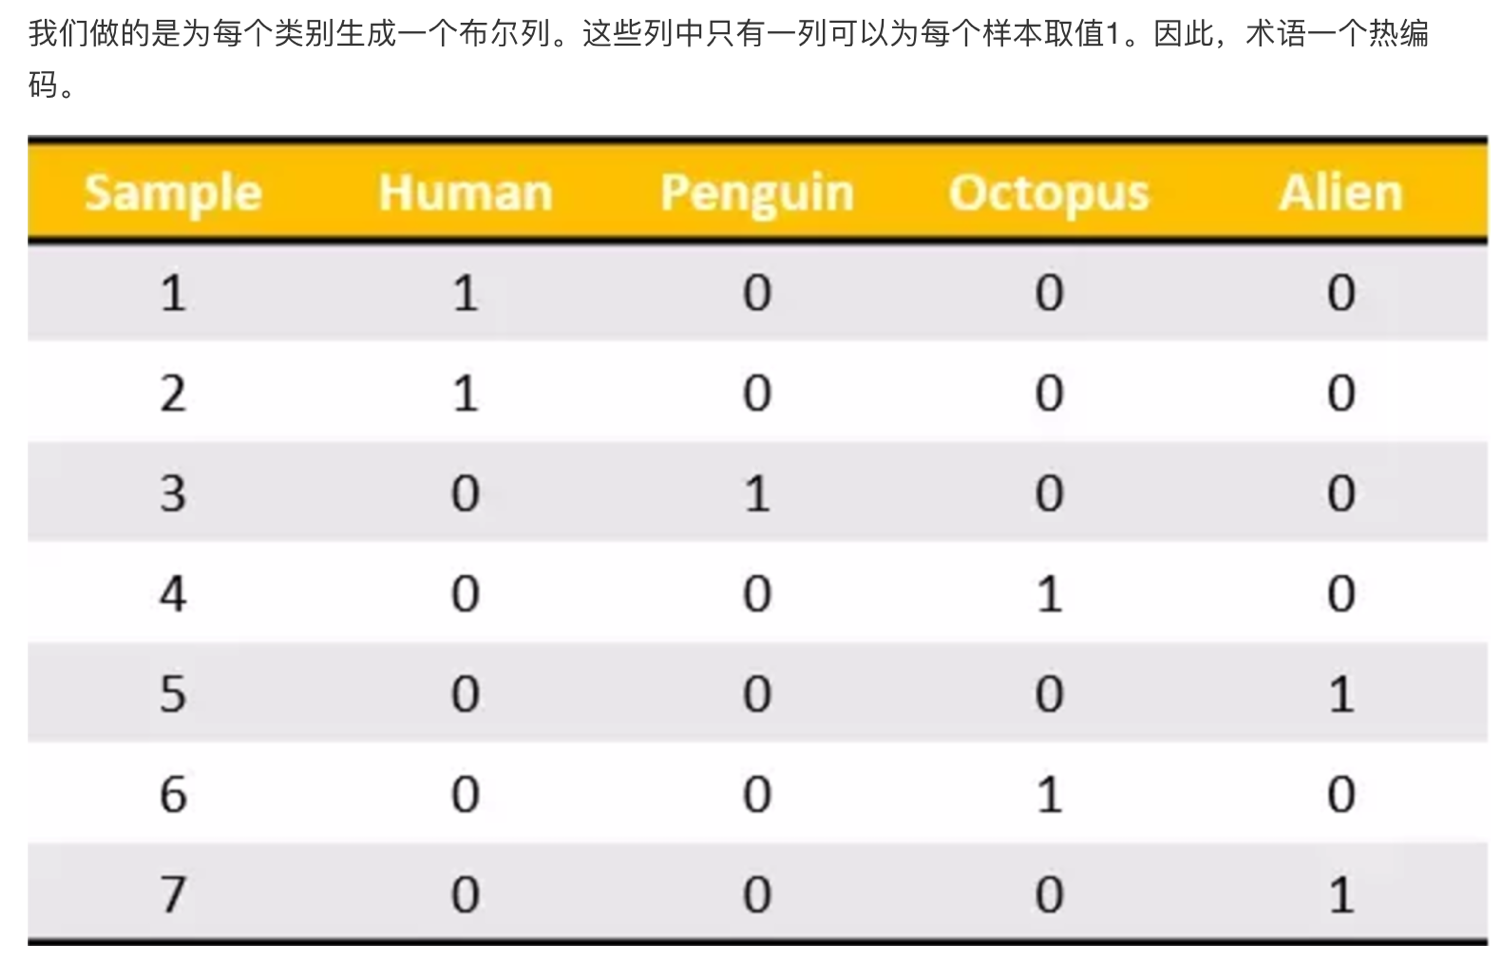 我们做的是为每个类别生成一个布尔列。这些列中只有一列可以为每个样本取值1。因此，术语一个热编
码。
Sample Human Penguin Octopus Alien
1 1 0 0 0
2 1 0 0 0
3 0 1 0 0
4 0 0 1 0
5 0 0 0 1
6 0 0 1 0
7 0 0 0 1